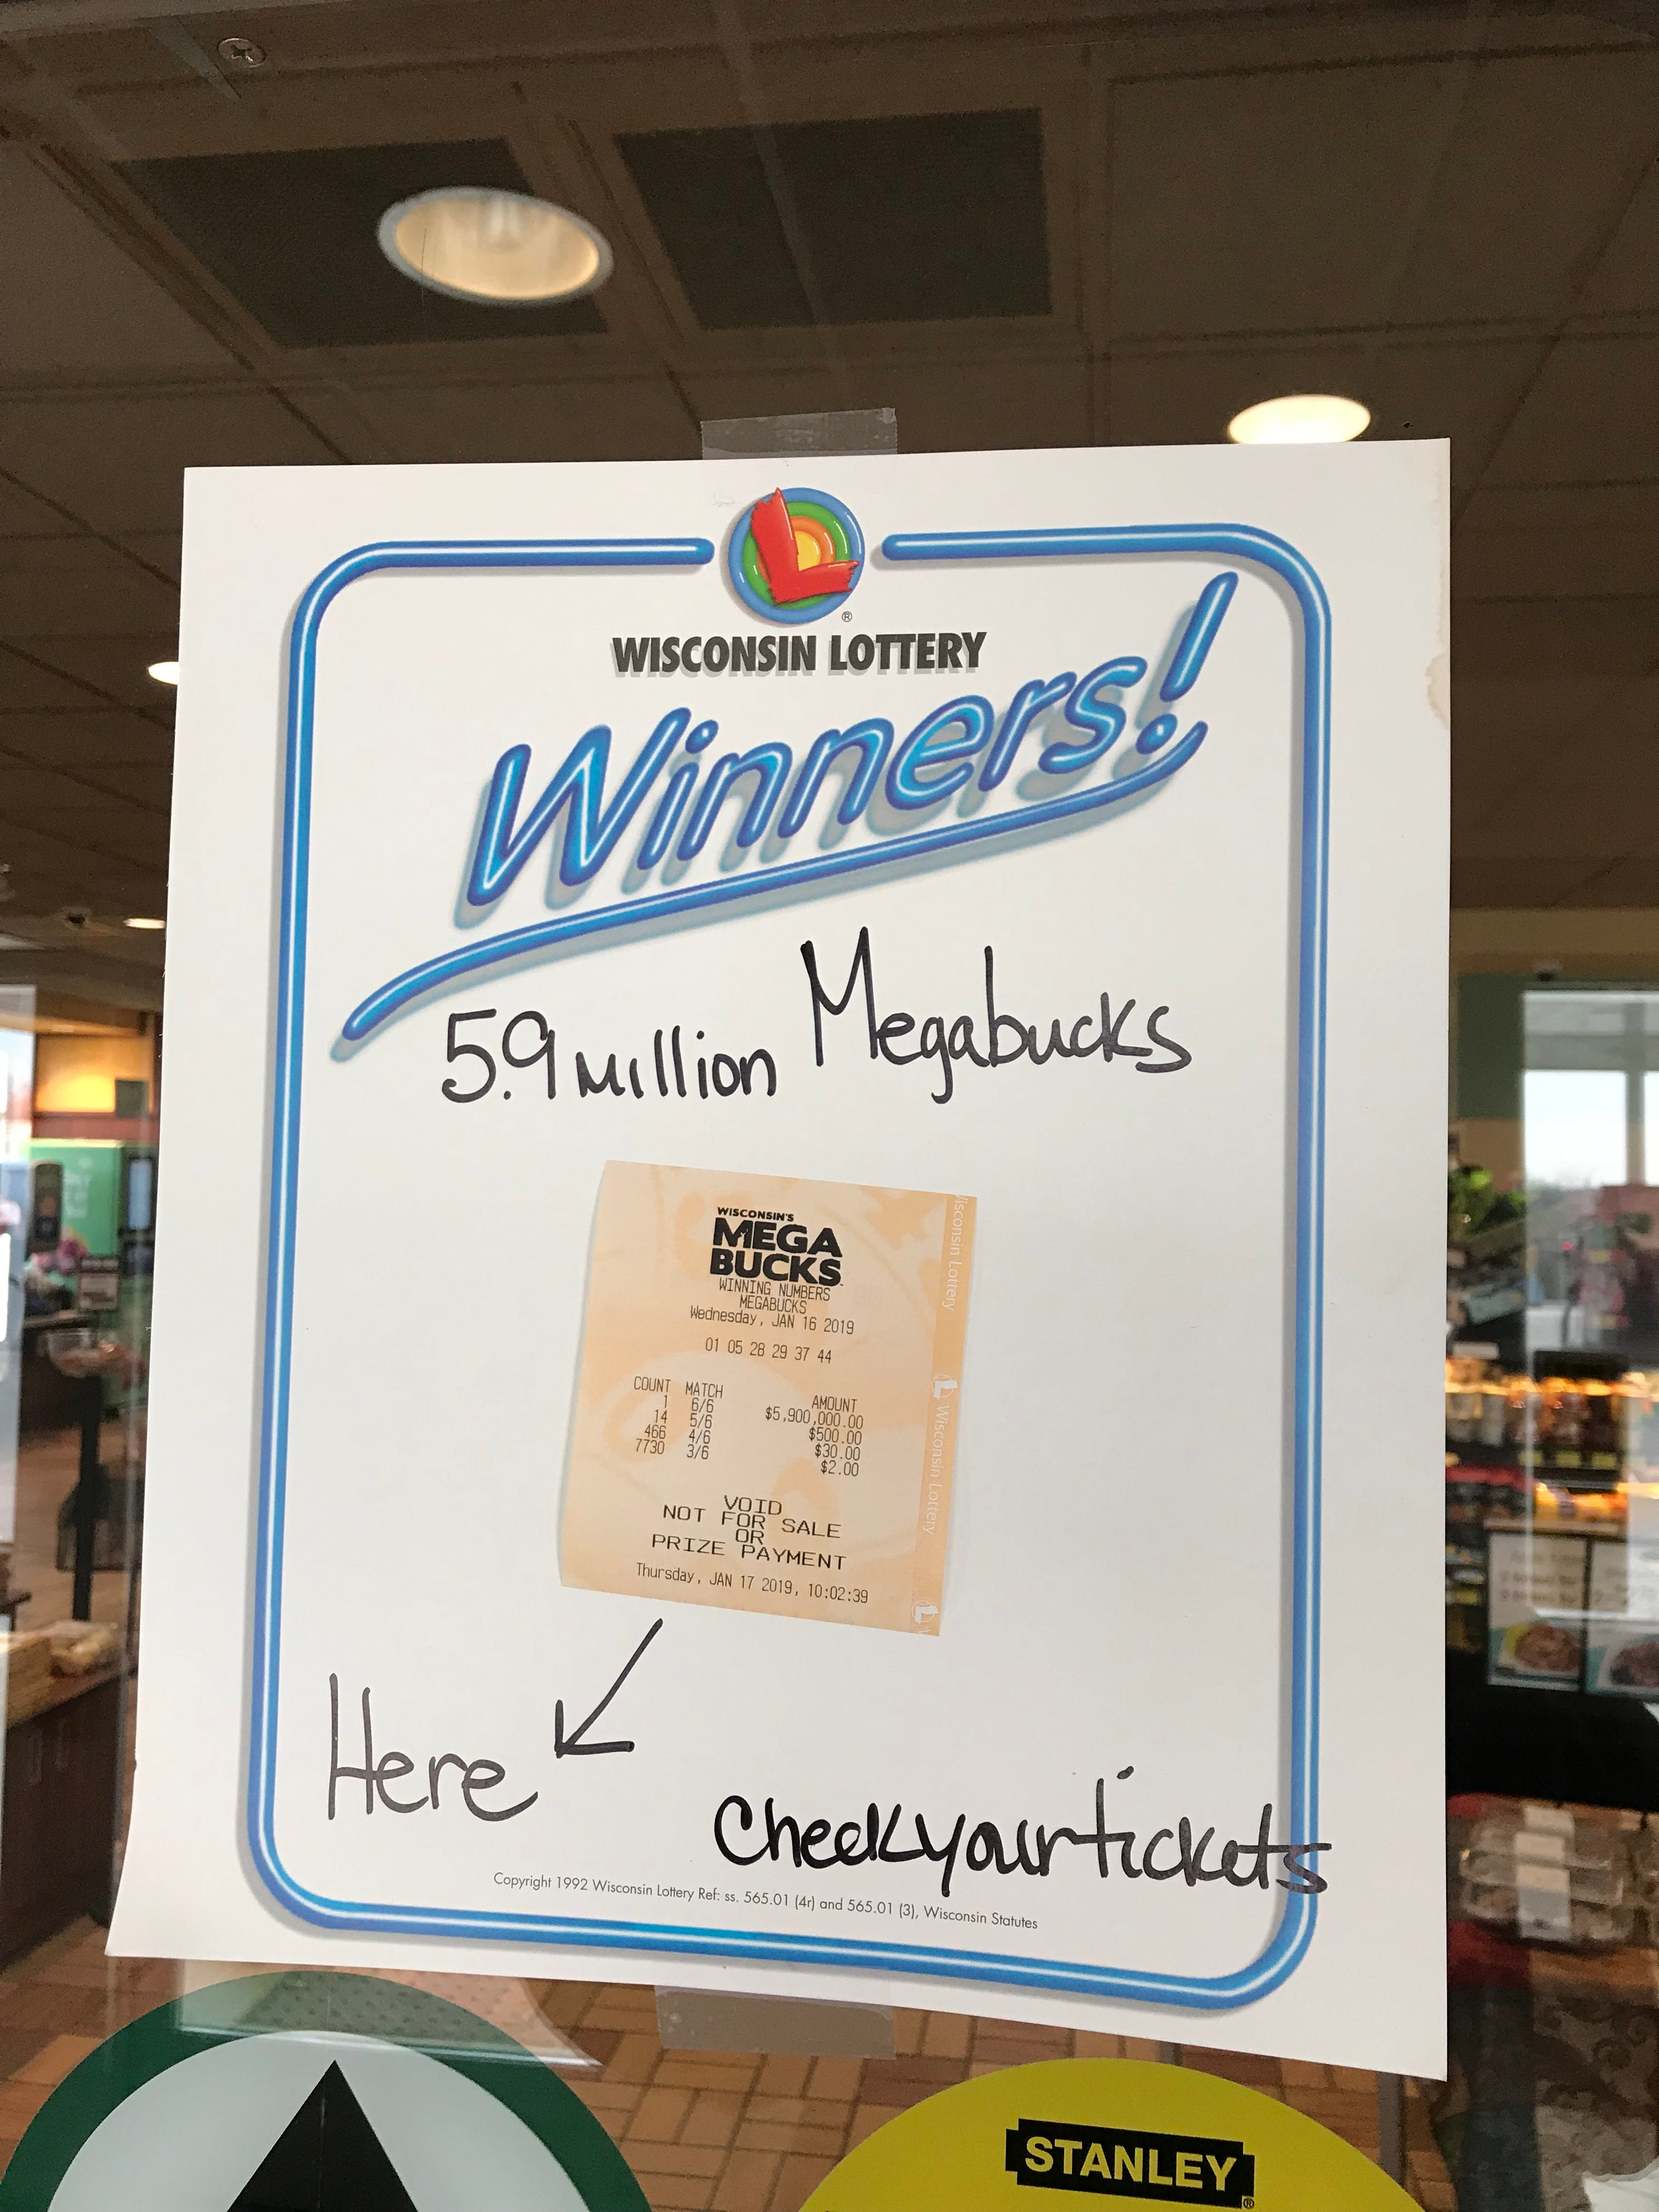 WISCONSIN LOTTERY
Winners!
5.9 million Megabucks
WISCONSIN'S
MEGA
BUCKS
WINNING NUMBERS
MEGABUCKS
Wednesday, JAN 16 2019
01 05 28 29 37 44
COUNT MATCH AMOUNT
1 6/6 $5,900,000.00
14 5/6 $500.00
466 4/6 $30.00
7730 3/6 $2.00
VOID
NOT FOR SALE
OR
PRIZE PAYMENT
Thursday, JAN 17 2019, 10:02:39
Wisconsin Lottery
Wisconsin Lottery
Here
Check your tickets
Copyright 1992 Wisconsin Lottery Ref: ss. 565.01 (4r) and 565.01 (3), Wisconsin Statutes
STANLEY